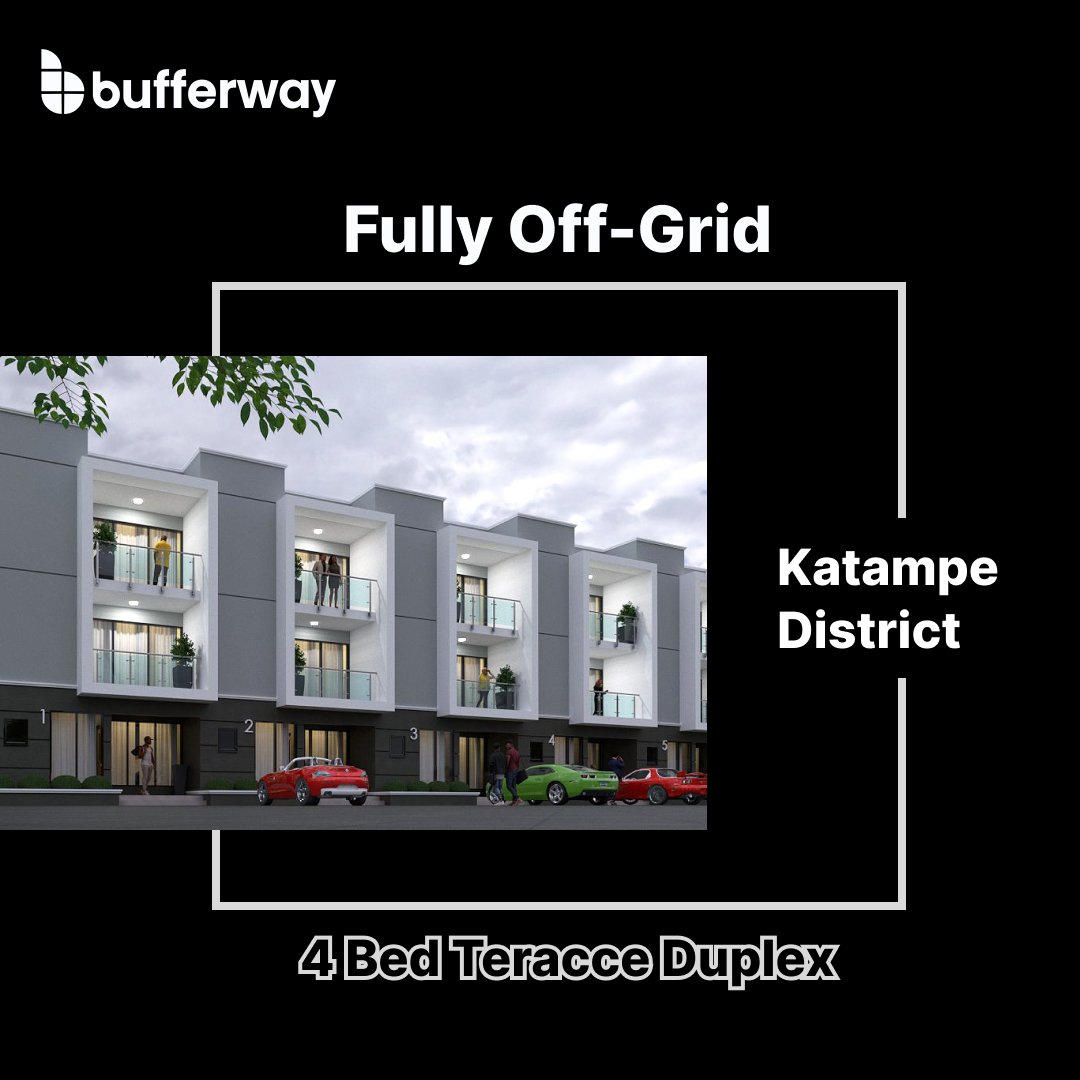 bufferway
Fully Off-Grid
Katampe
District
1
2
3
4
5
4 Bed Teracce Duplex